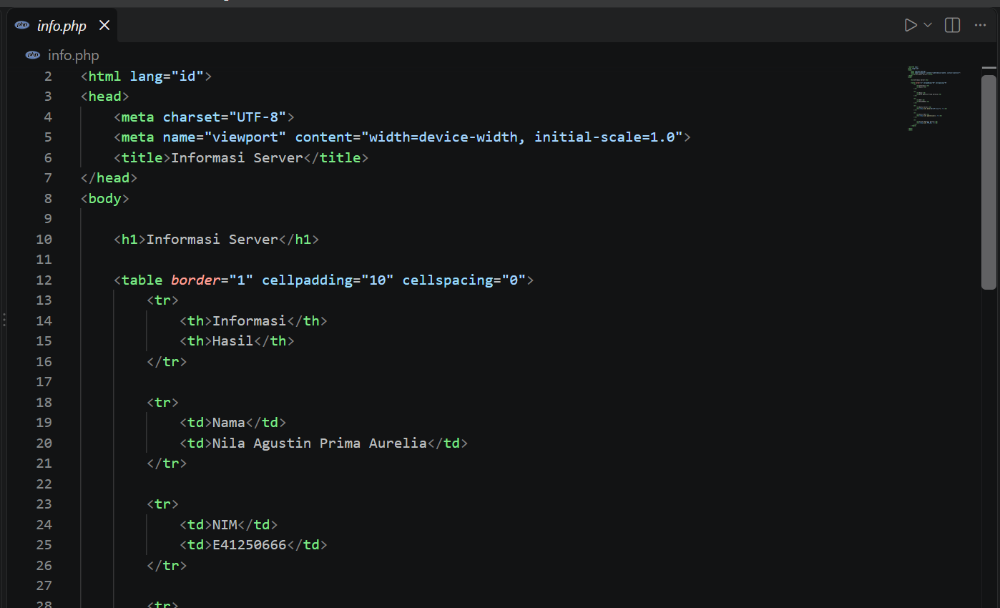 info.php
info.php
2 <html lang="id">
3 <head>
4 <meta charset="UTF-8">
5 <meta name="viewport" content="width=device-width, initial-scale=1.0">
6 <title>Informasi Server</title>
7 </head>
8 <body>
9
10 <h1>Informasi Server</h1>
11
12 <table border="1" cellpadding="10" cellspacing="0">
13 <tr>
14 <th>Informasi</th>
15 <th>Hasil</th>
16 </tr>
17
18 <tr>
19 <td>Nama</td>
20 <td>Nila Agustin Prima Aurelia</td>
21 </tr>
22
23 <tr>
24 <td>NIM</td>
25 <td>E41250666</td>
26 </tr>
27
28 <tr>